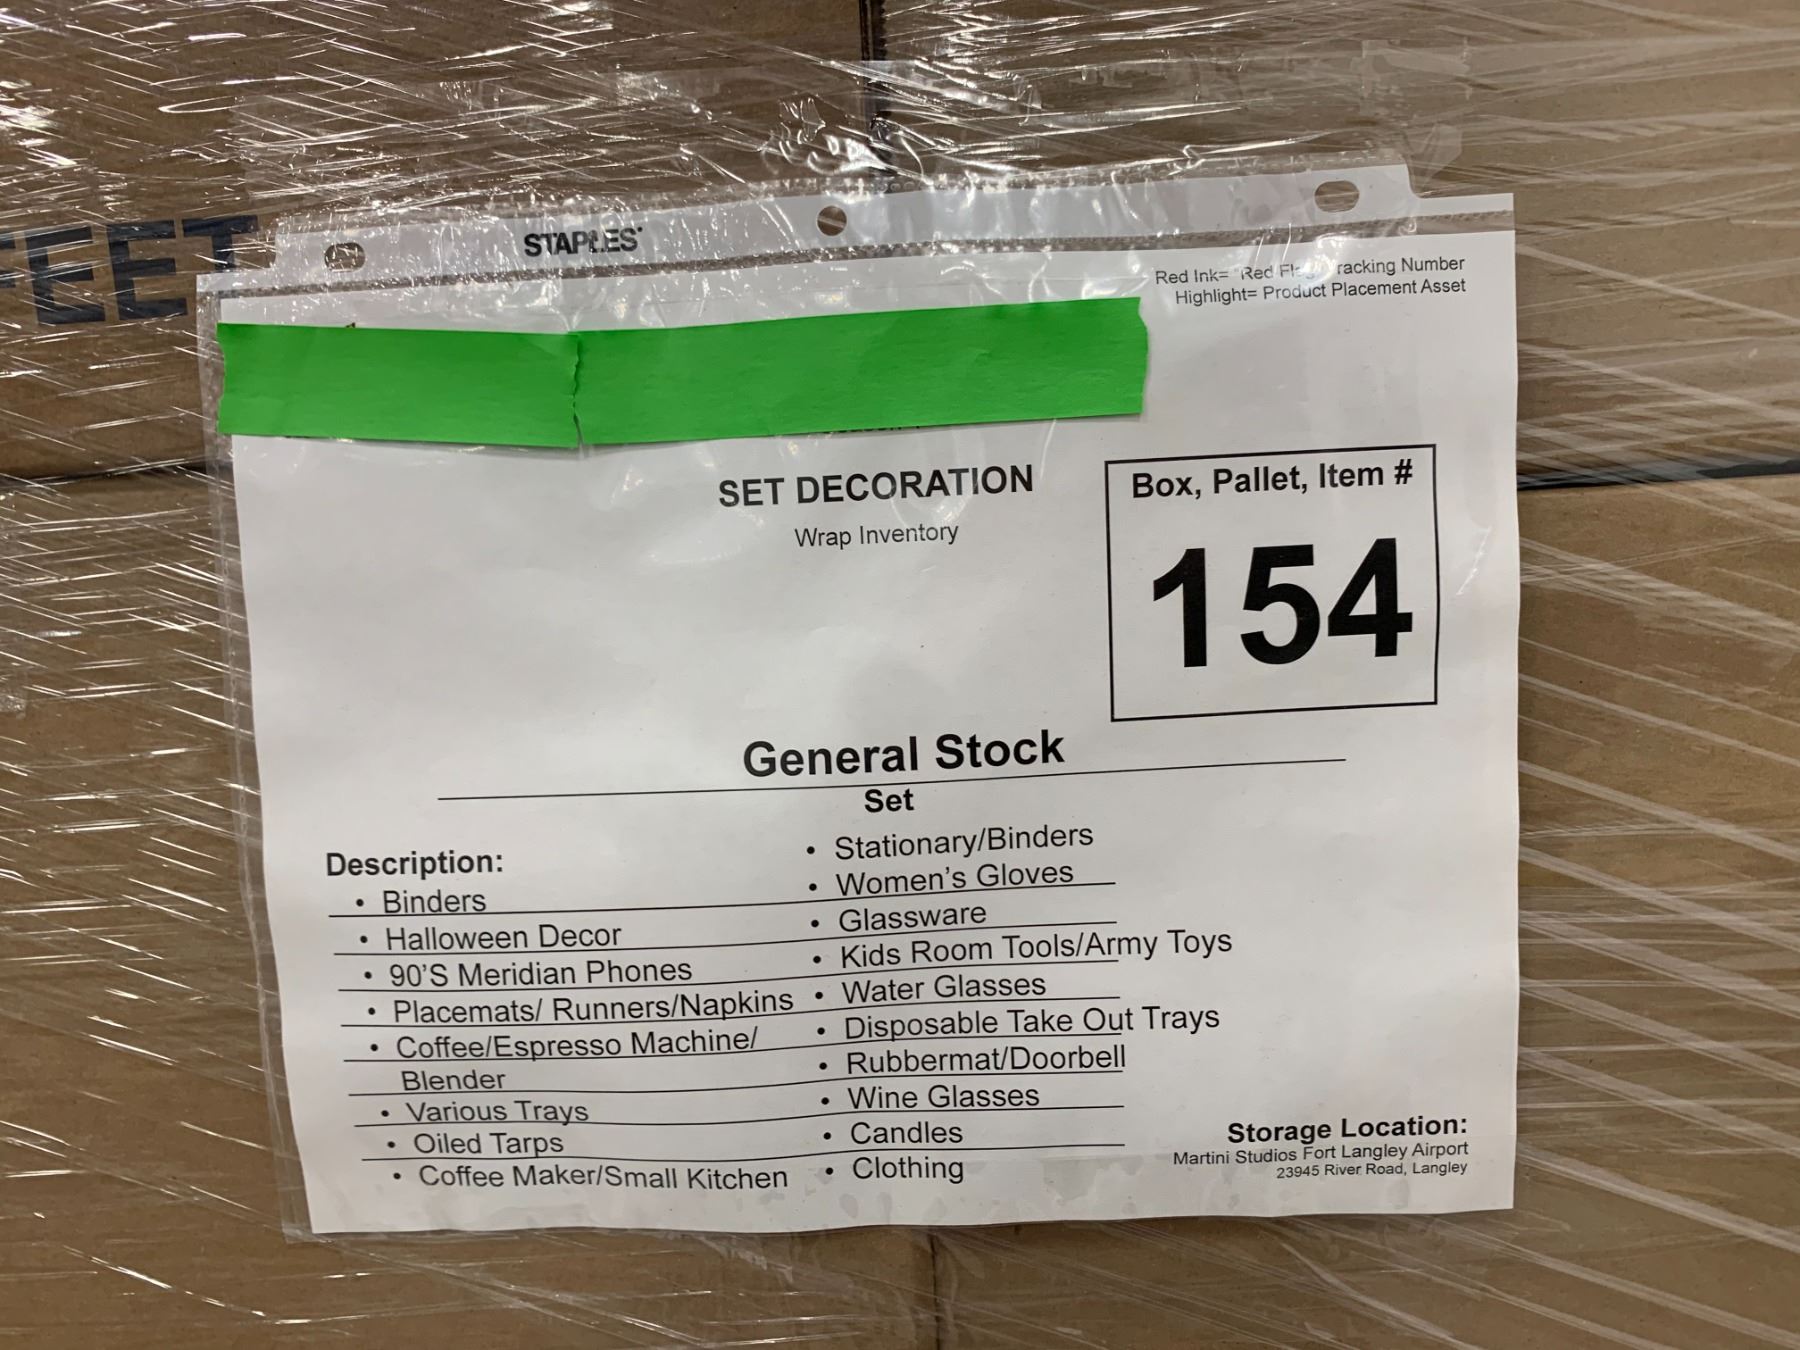 FEET
STAPLES
Red Ink= "Red racking Number
Highlight= Product Placement Asset
SET DECORATION
Wrap Inventory
Box, Pallet, Item #
154
General Stock
Set
Description:
• Binders
• Halloween Decor
• 90'S Meridian Phones
• Placemats/ Runners/Napkins
• Coffee/Espresso Machine/
Blender
• Various Trays
• Oiled Tarps
• Coffee Maker/Small Kitchen
• Stationary/Binders
• Women's Gloves
• Glassware
• Kids Room Tools/Army Toys
• Water Glasses
• Disposable Take Out Trays
• Rubbermat/Doorbell
• Wine Glasses
• Candles
• Clothing
Storage Location:
Martini Studios Fort Langley Airport
23945 River Road, Langley